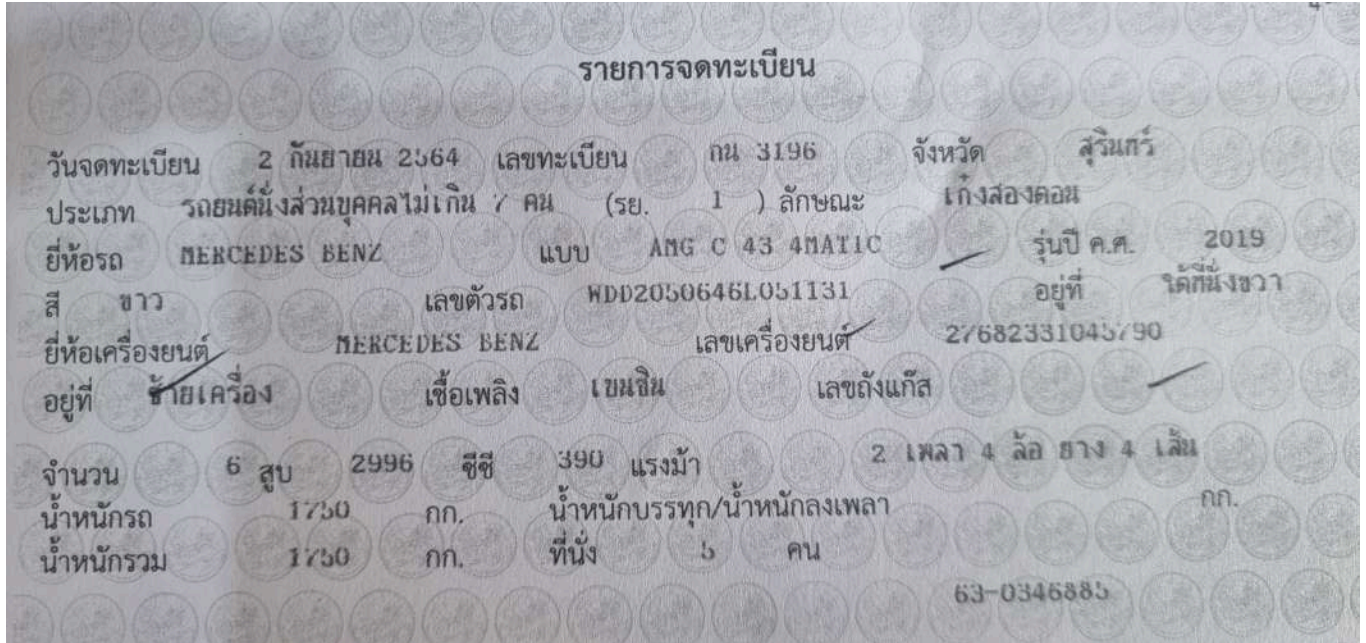 รายการจดทะเบียน
วันจดทะเบียน 2 กันยายน 2564 เลขทะเบียน กน 3196 จังหวัด สุรินทร์
ประเภท รถยนต์นั่งส่วนบุคคลไม่เกิน 7 คน (รย. 1 ) ลักษณะ เก๋งสองตอน
ยี่ห้อรถ MERCEDES BENZ แบบ AMG C 43 4MATIC รุ่นปี ค.ศ. 2019
สี ขาว เลขตัวรถ WDD2050646L051131 อยู่ที่ ใต้ที่นั่งขวา
ยี่ห้อเครื่องยนต์ MERCEDES BENZ เลขเครื่องยนต์ 27682331045790
อยู่ที่ ซ้ายเครื่อง เชื้อเพลิง เบนซิน เลขถังแก๊ส
จำนวน 6 สูบ 2996 ซีซี 390 แรงม้า 2 เพลา 4 ล้อ ยาง 4 เส้น
น้ำหนักรถ 1750 กก. น้ำหนักบรรทุก/น้ำหนักลงเพลา กก.
น้ำหนักรวม 1750 กก. ที่นั่ง 5 คน
63-0346885